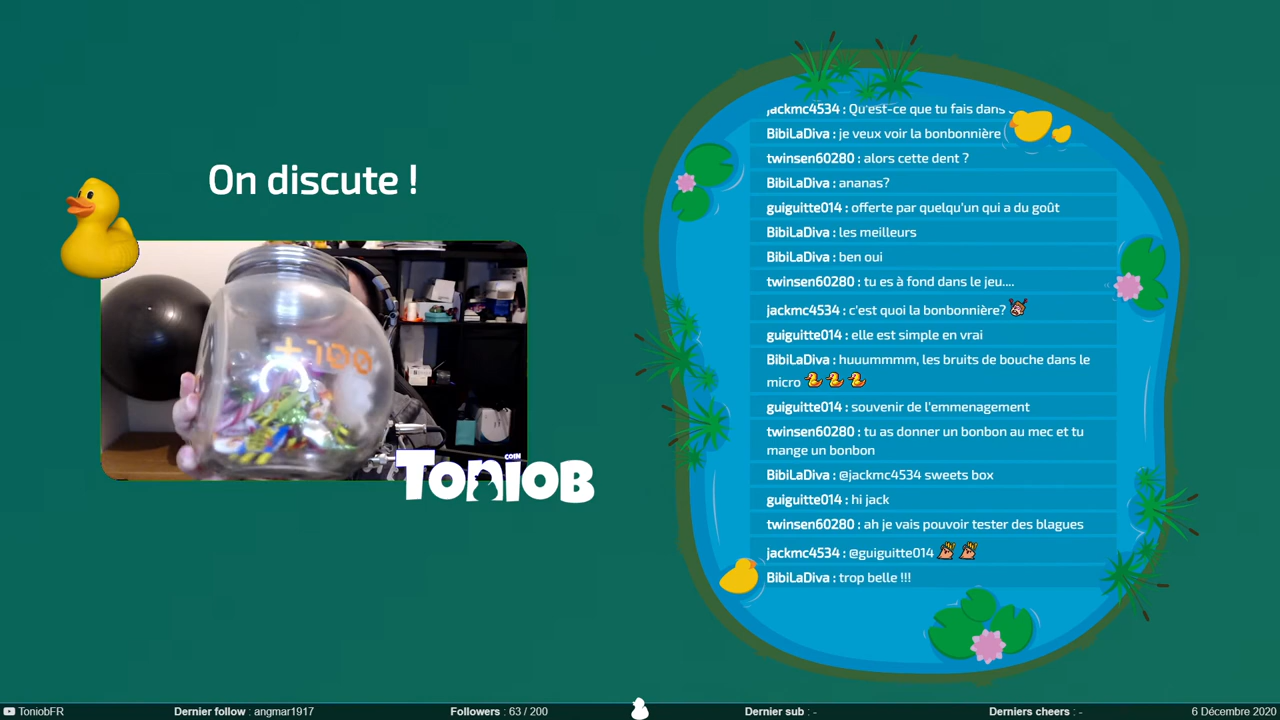 On discute !
+700
COIN
TONIOB
jackmc4534 : Qu'est-ce que tu fais dans
BibiLaDiva : je veux voir la bonbonnière
twinsen60280 : alors cette dent ?
BibiLaDiva : ananas?
guiguitte014 : offerte par quelqu'un qui a du goût
BibiLaDiva : les meilleurs
BibiLaDiva : ben oui
twinsen60280 : tu es à fond dans le jeu....
jackmc4534 : c'est quoi la bonbonnière?
guiguitte014 : elle est simple en vrai
BibiLaDiva : huuummmm, les bruits de bouche dans le
micro
guiguitte014 : souvenir de l'emmenagement
twinsen60280 : tu as donner un bonbon au mec et tu
mange un bonbon
BibiLaDiva : @jackmc4534 sweets box
guiguitte014 : hi jack
twinsen60280 : ah je vais pouvoir tester des blagues
jackmc4534 : @guiguitte014
BibiLaDiva : trop belle !!!
ToniobFR
Dernier follow : angmar1917
Followers : 63 / 200
Dernier sub : -
Derniers cheers : -
6 Décembre 2020